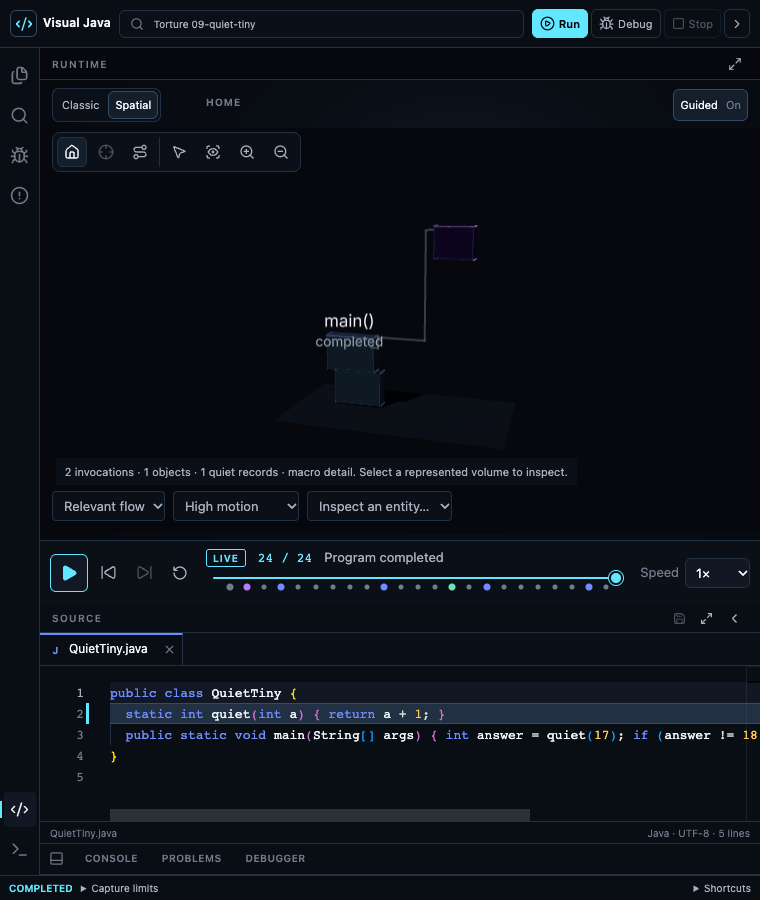 Visual Java
Torture 09-quiet-tiny
Run
Debug
Stop
RUNTIME
Classic
Spatial
HOME
Guided On
main()
completed
2 invocations · 1 objects · 1 quiet records · macro detail. Select a represented volume to inspect.
Relevant flow
High motion
Inspect an entity...
LIVE
24 / 24
Program completed
Speed
1×
SOURCE
J QuietTiny.java
1 public class QuietTiny {
2 static int quiet(int a) { return a + 1; }
3 public static void main(String[] args) { int answer = quiet(17); if (answer != 18
4 }
5
QuietTiny.java
Java · UTF-8 · 5 lines
CONSOLE
PROBLEMS
DEBUGGER
COMPLETED
Capture limits
Shortcuts